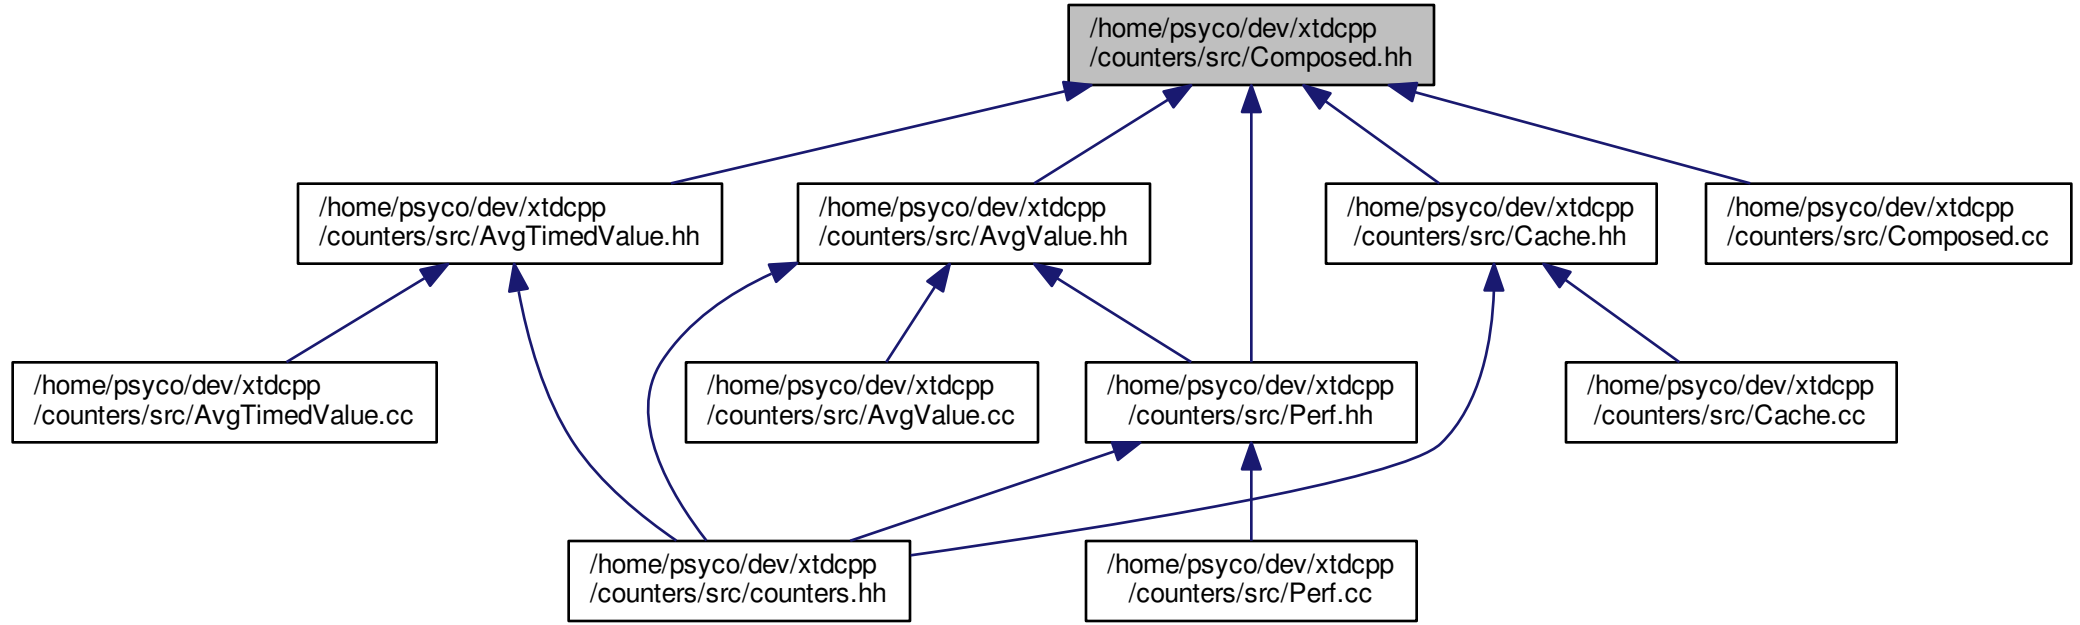 /home/psyco/dev/xtdcpp
/counters/src/Composed.hh
/home/psyco/dev/xtdcpp
/counters/src/AvgTimedValue.hh
/home/psyco/dev/xtdcpp
/counters/src/AvgValue.hh
/home/psyco/dev/xtdcpp
/counters/src/Cache.hh
/home/psyco/dev/xtdcpp
/counters/src/Composed.cc
/home/psyco/dev/xtdcpp
/counters/src/AvgTimedValue.cc
/home/psyco/dev/xtdcpp
/counters/src/AvgValue.cc
/home/psyco/dev/xtdcpp
/counters/src/Perf.hh
/home/psyco/dev/xtdcpp
/counters/src/Cache.cc
/home/psyco/dev/xtdcpp
/counters/src/counters.hh
/home/psyco/dev/xtdcpp
/counters/src/Perf.cc